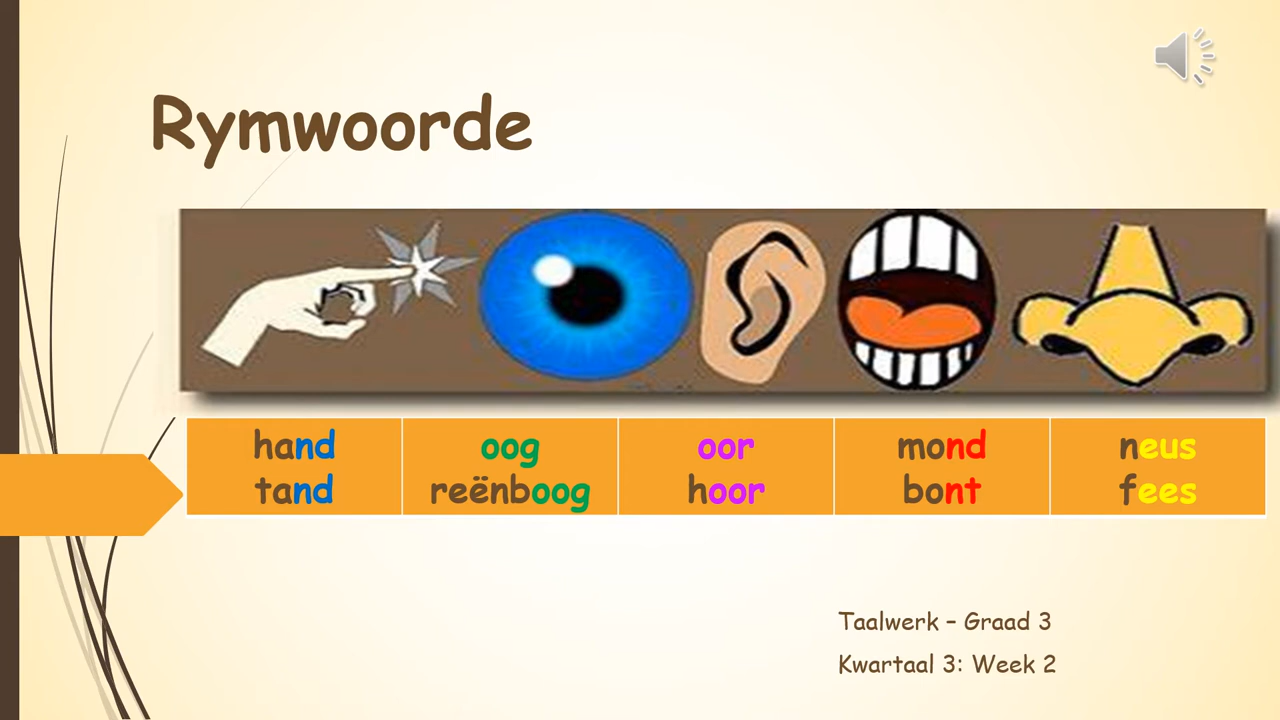 Rymwoorde
hand oog oor mond neus
tand reënboog hoor bont fees
Taalwerk – Graad 3
Kwartaal 3: Week 2